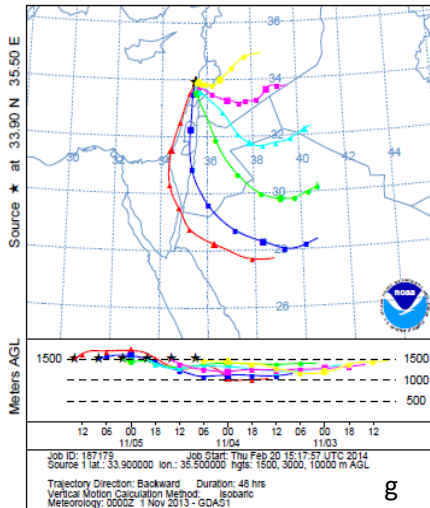 Source ★ at 33.90 N 35.50 E
36
34
32
30
28
26
30 32 34 36 38 40 42 44
noaa
Meters AGL
1500 1500
1000
500
12 06 00 18 12 06 00 18 12 06 00 18 12
11/05 11/04 11/03
Job ID: 187179 Job Start: Thu Feb 20 15:17:57 UTC 2014
Source 1 lat.: 33.900000 lon.: 35.500000 hgts: 1500, 3000, 10000 m AGL
Trajectory Direction: Backward Duration: 48 hrs
Vertical Motion Calculation Method: Isobaric
Meteorology: 0000Z 1 Nov 2013 - GDAS1
g